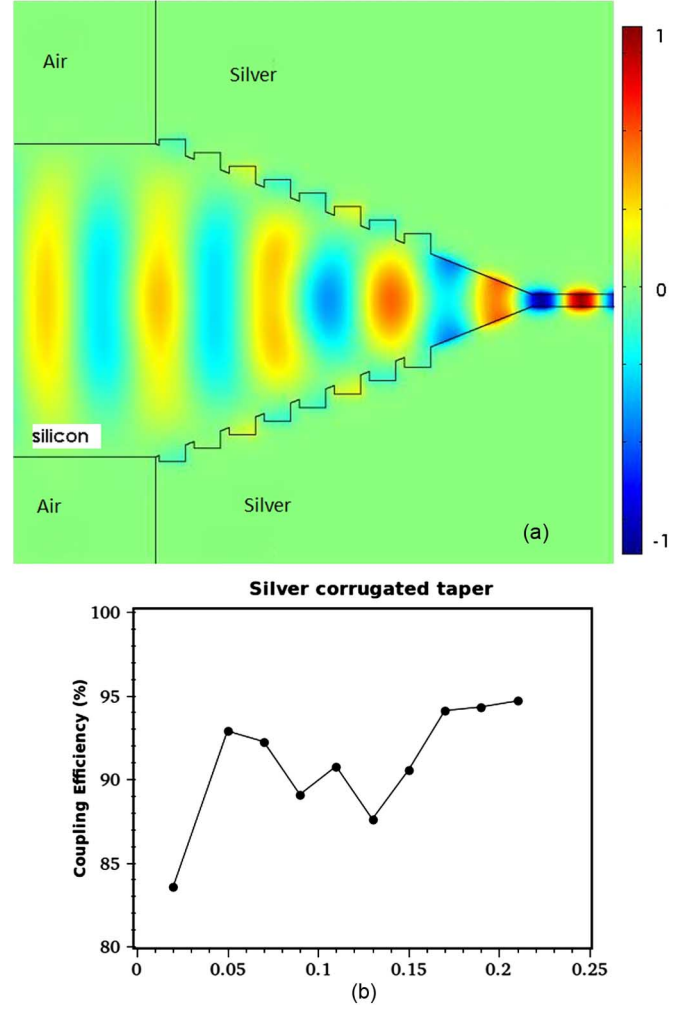 Air
Silver
1
0
silicon
Air
Silver
(a)
-1
Silver corrugated taper
Coupling Efficiency (%)
100
95
90
85
80
0 0.05 0.1 0.15 0.2 0.25
(b)